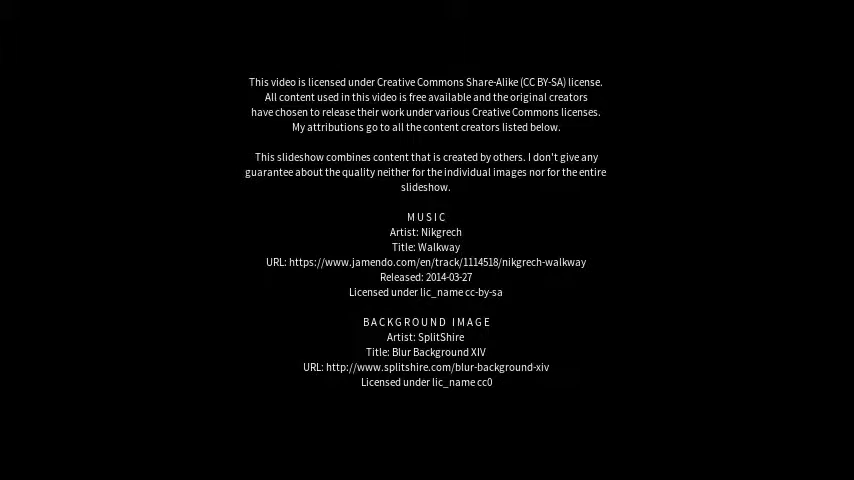 This video is licensed under Creative Commons Share-Alike (CC BY-SA) license.
All content used in this video is free available and the original creators
have chosen to release their work under various Creative Commons licenses.
My attributions go to all the content creators listed below.
This slideshow combines content that is created by others. I don't give any
guarantee about the quality neither for the individual images nor for the entire
slideshow.
MUSIC
Artist: Nikgrech
Title: Walkway
URL: https://www.jamendo.com/en/track/1114518/nikgrech-walkway
Released: 2014-03-27
Licensed under lic_name cc-by-sa
BACKGROUND IMAGE
Artist: SplitShire
Title: Blur Background XIV
URL: http://www.splitshire.com/blur-background-xiv
Licensed under lic_name cc0